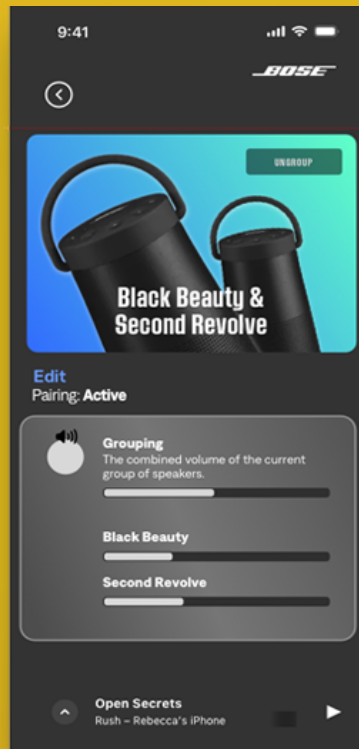 9:41
BOSE
UNGROUP
Black Beauty &
Second Revolve
Edit
Pairing: Active
Grouping
The combined volume of the current
group of speakers.
Black Beauty
Second Revolve
Open Secrets
Rush – Rebecca's iPhone